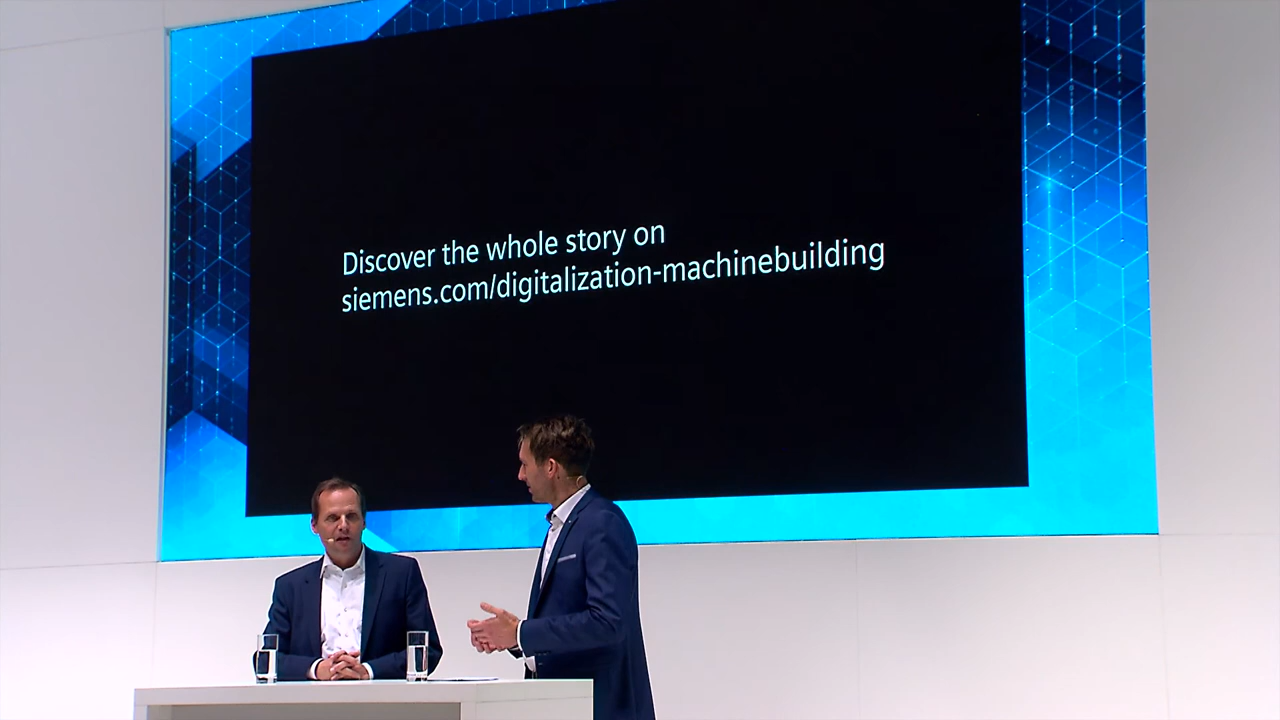 Discover the whole story on
siemens.com/digitalization-machinebuilding